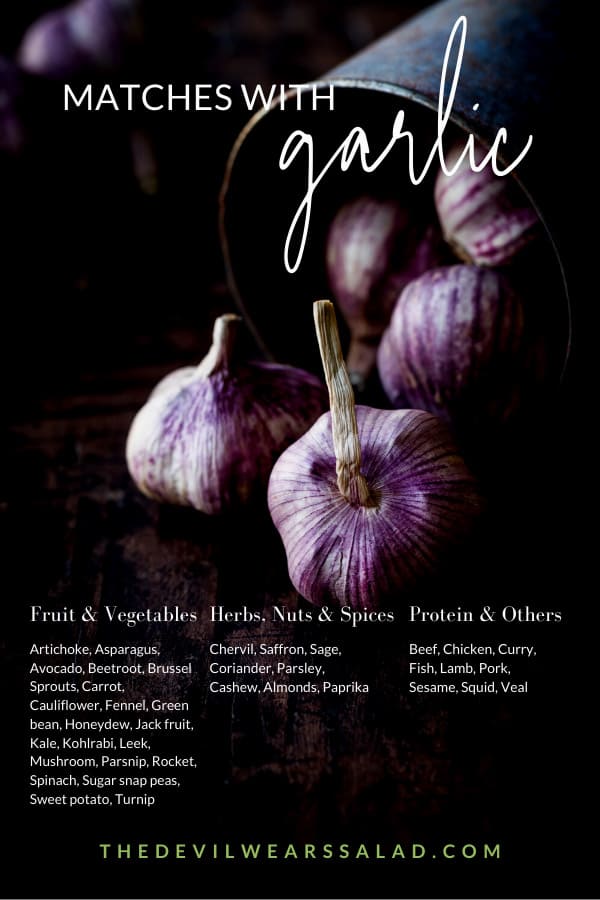 MATCHES WITH
garlic
Fruit & Vegetables
Artichoke, Asparagus,
Avocado, Beetroot, Brussel
Sprouts, Carrot,
Cauliflower, Fennel, Green
bean, Honeydew, Jack fruit,
Kale, Kohlrabi, Leek,
Mushroom, Parsnip, Rocket,
Spinach, Sugar snap peas,
Sweet potato, Turnip
Herbs, Nuts & Spices
Chervil, Saffron, Sage,
Coriander, Parsley,
Cashew, Almonds, Paprika
Protein & Others
Beef, Chicken, Curry,
Fish, Lamb, Pork,
Sesame, Squid, Veal
THEDEVILWEARSSALAD.COM